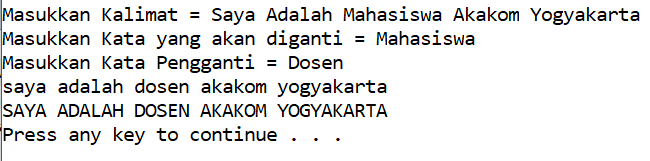 Masukkan Kalimat = Saya Adalah Mahasiswa Akakom Yogyakarta
Masukkan Kata yang akan diganti = Mahasiswa
Masukkan Kata Pengganti = Dosen
saya adalah dosen akakom yogyakarta
SAYA ADALAH DOSEN AKAKOM YOGYAKARTA
Press any key to continue . . .